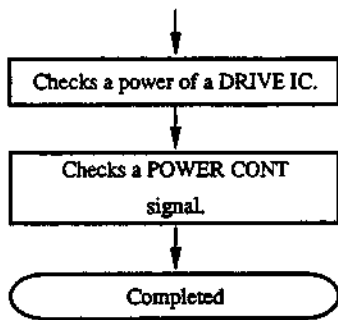 Checks a power of a DRIVE IC.
Checks a POWER CONT
signal.
Completed